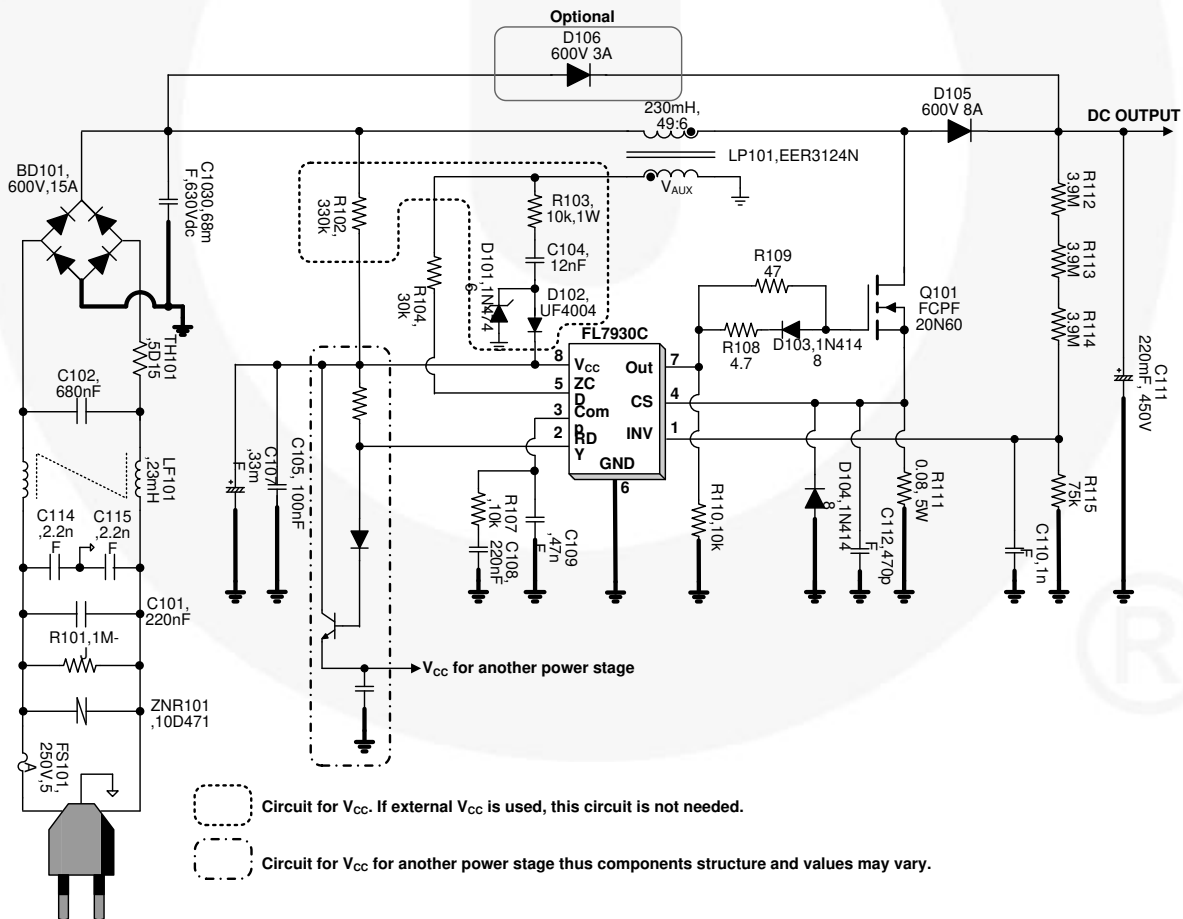 Optional
D106
600V 3A
230mH,
49:6
D105
600V 8A
DC OUTPUT
LP101,EER3124N
VAUX
BD101,
600V,15A
C1030,68m
F,630Vdc
R102,
330k
R103,
10k,1W
C104,
12nF
D101,1N474
6
D102,
UF4004
R104,
30k
R109
47
R108
4.7
D103,1N414
8
Q101
FCPF
20N60
R112
3.9M
R113
3.9M
R114
3.9M
C111
220mF, 450V
TH101
,5D15
C102,
680nF
FL7930C
8
VCC
5
ZC
D
3
Com
p
2
RD
Y
GND
6
Out
7
CS
4
INV
1
LF101
,23mH
C107
,33m
F
C105, 100nF
R107
,10k
C108,
220nF
C109
,47n
F
R110,10k
D104,1N414
8
C112,470p
F
R111
0.08, 5W
C110,1n
F
R115
75k
C114
,2.2n
F
C115
,2.2n
F
C101,
220nF
R101,1M-
J
ZNR101
,10D471
FS101,
250V,5
A
VCC for another power stage
Circuit for VCC. If external VCC is used, this circuit is not needed.
Circuit for VCC for another power stage thus components structure and values may vary.
®